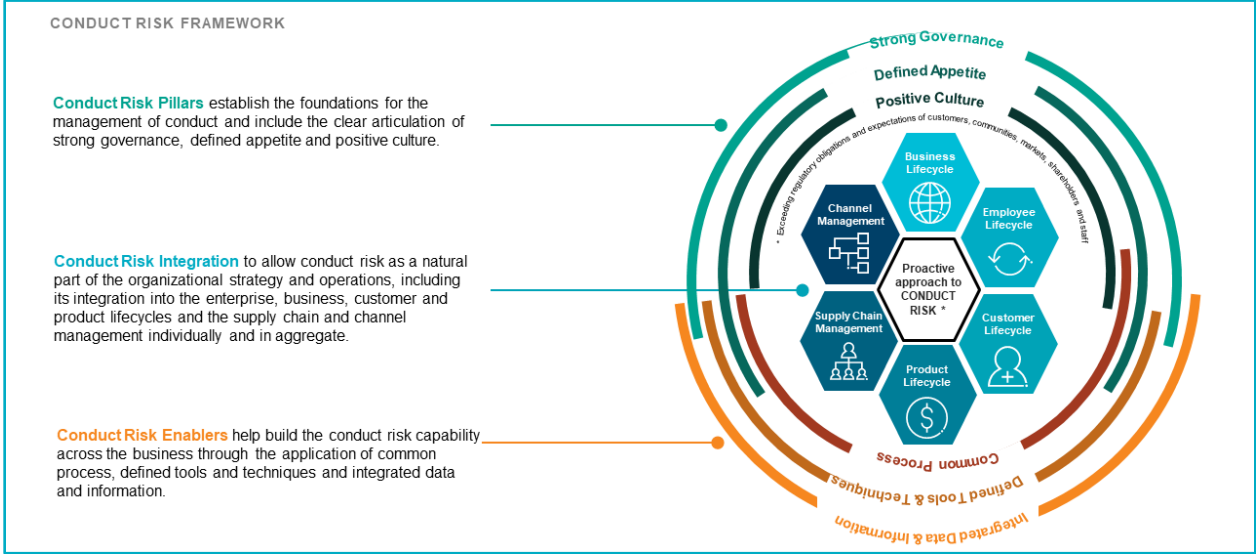 CONDUCT RISK FRAMEWORK
Conduct Risk Pillars establish the foundations for the
management of conduct and include the clear articulation of
strong governance, defined appetite and positive culture.
Conduct Risk Integration to allow conduct risk as a natural
part of the organizational strategy and operations, including
its integration into the enterprise, business, customer and
product lifecycles and the supply chain and channel
management individually and in aggregate.
Conduct Risk Enablers help build the conduct risk capability
across the business through the application of common
process, defined tools and techniques and integrated data
and information.
Strong Governance
Defined Appetite
Positive Culture
* Exceeding regulatory obligations and expectations of customers, communities, markets, shareholders and staff
Business
Lifecycle
Channel
Management
Employee
Lifecycle
Proactive
approach to
CONDUCT
RISK *
Supply Chain
Management
Customer
Lifecycle
Product
Lifecycle
$
Common Process
Defined Tools & Techniques
Integrated Data & Information